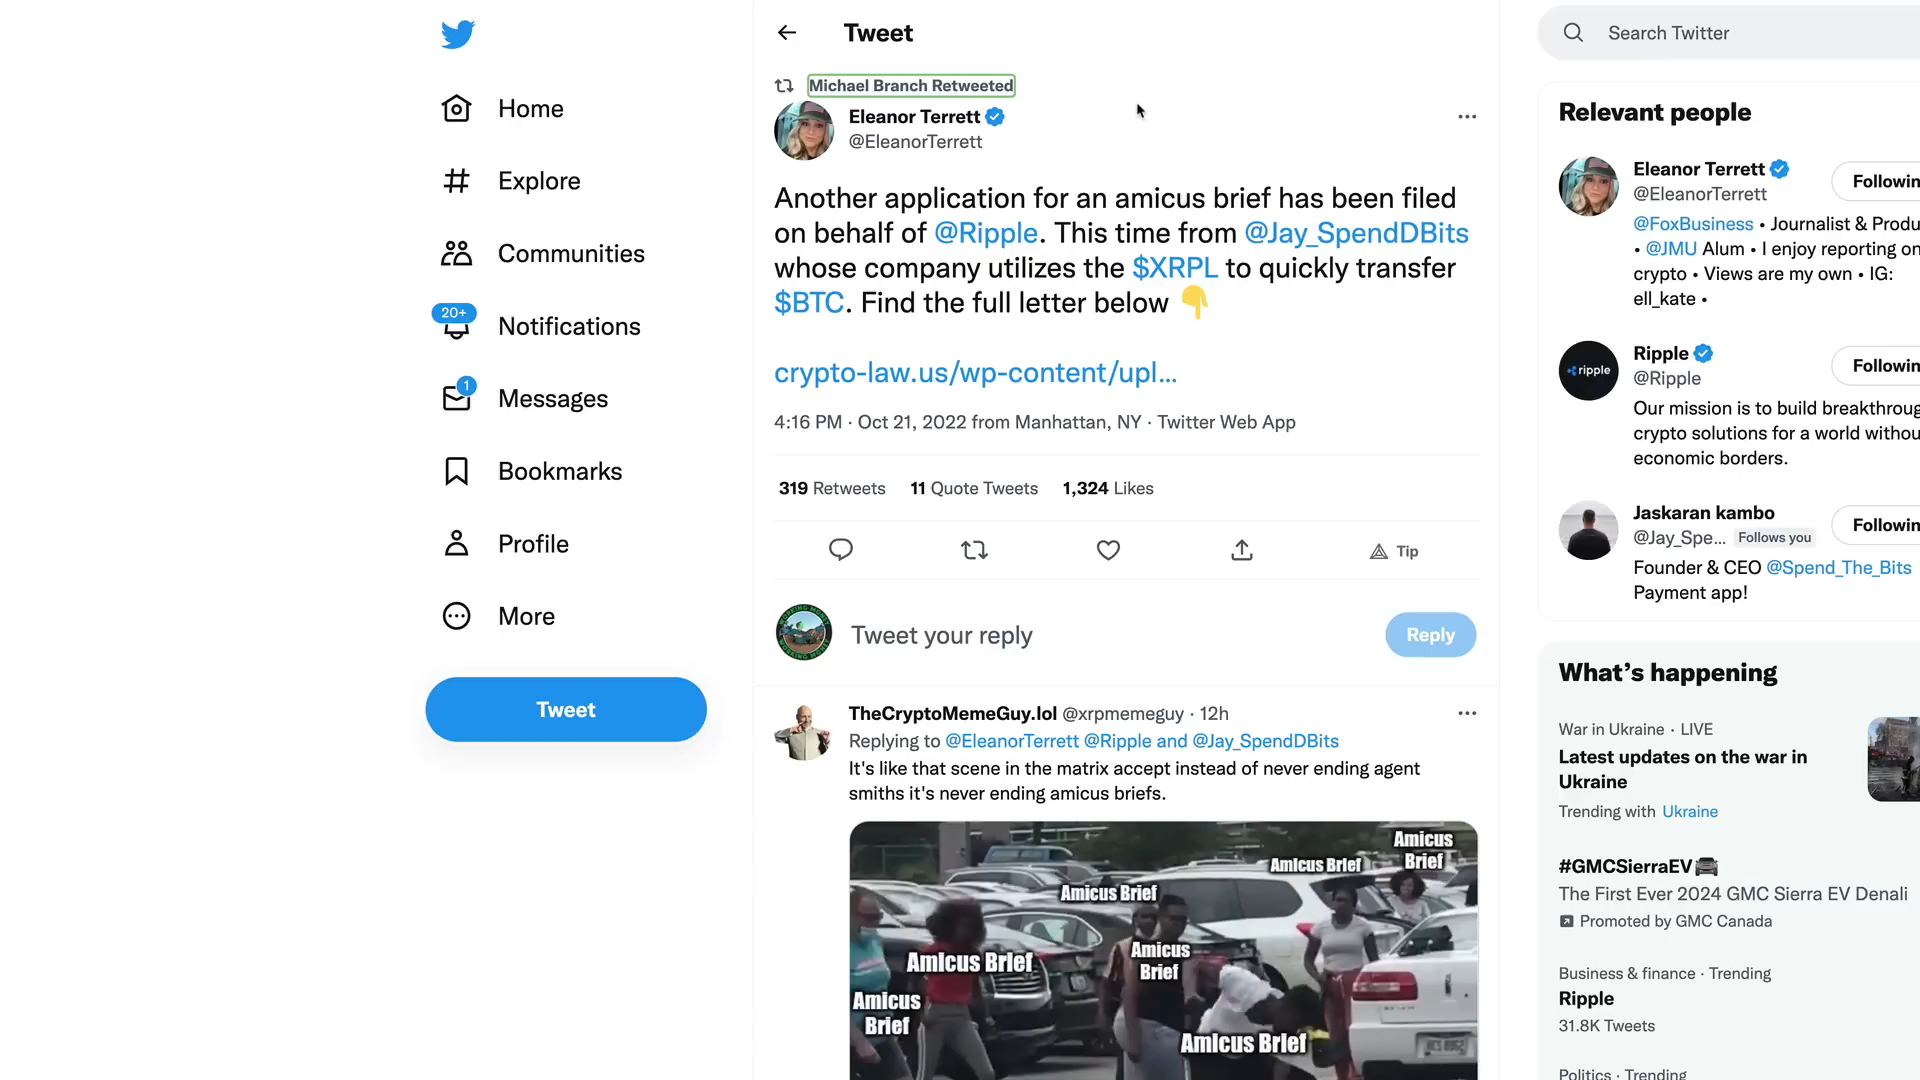 Tweet
Search Twitter
Michael Branch Retweeted
Eleanor Terrett
@EleanorTerrett
Another application for an amicus brief has been filed
on behalf of @Ripple. This time from @Jay_SpendDBits
whose company utilizes the $XRPL to quickly transfer
$BTC. Find the full letter below
crypto-law.us/wp-content/upl...
4:16 PM · Oct 21, 2022 from Manhattan, NY · Twitter Web App
319 Retweets 11 Quote Tweets 1,324 Likes
Tip
Tweet your reply
Reply
TheCryptoMemeGuy.lol @xrpmemeguy · 12h
Replying to @EleanorTerrett @Ripple and @Jay_SpendDBits
It's like that scene in the matrix accept instead of never ending agent
smiths it's never ending amicus briefs.
Amicus
Brief
Amicus Brief
Amicus Brief
Amicus
Brief
Amicus Brief
Amicus
Brief
Amicus Brief
Home
Explore
Communities
20+
Notifications
1
Messages
Bookmarks
Profile
More
Tweet
Relevant people
Eleanor Terrett
@EleanorTerrett
Followin
@FoxBusiness • Journalist & Produ
• @JMU Alum • I enjoy reporting on
crypto • Views are my own • IG:
ell_kate •
ripple
Ripple
@Ripple
Followin
Our mission is to build breakthroug
crypto solutions for a world withou
economic borders.
Jaskaran kambo
@Jay_Spe... Follows you
Followin
Founder & CEO @Spend_The_Bits
Payment app!
What's happening
War in Ukraine · LIVE
Latest updates on the war in
Ukraine
Trending with Ukraine
#GMCSierraEV
The First Ever 2024 GMC Sierra EV Denali
Promoted by GMC Canada
Business & finance · Trending
Ripple
31.8K Tweets
Politics · Trending